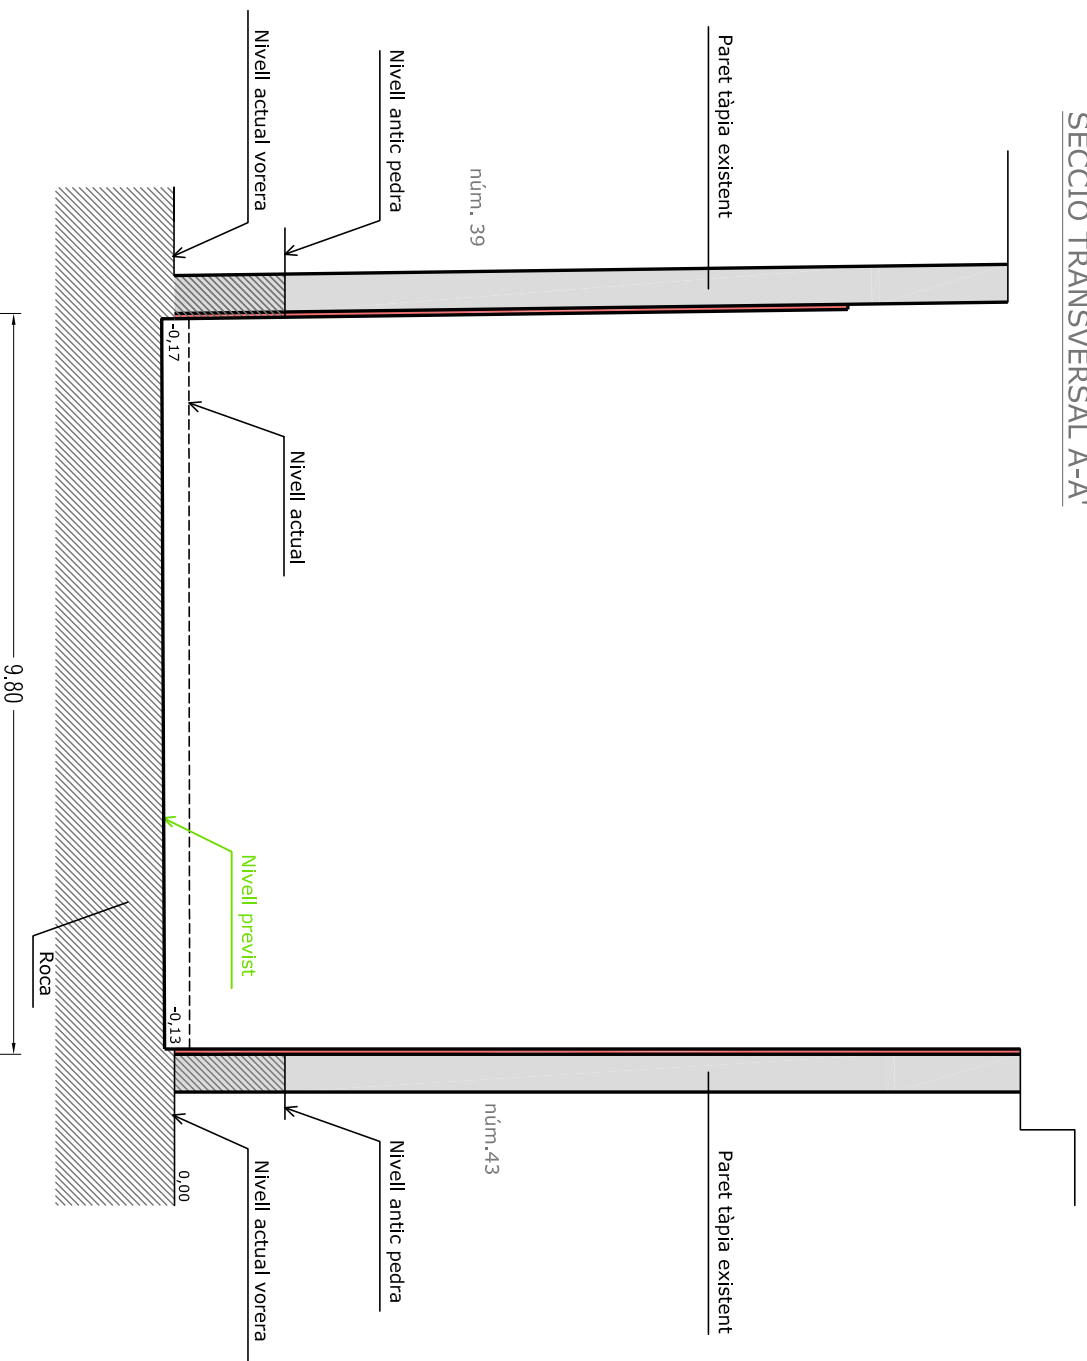 SECCIÓ TRANSVERSAL A-A'
Paret tàpia existent
Paret tàpia existent
núm. 39
núm.43
Nivell antic pedra
Nivell antic pedra
Nivell actual
Nivell actual vorera
Nivell previst
Nivell actual vorera
-0,17
-0,13
0,00
Roca
9.80